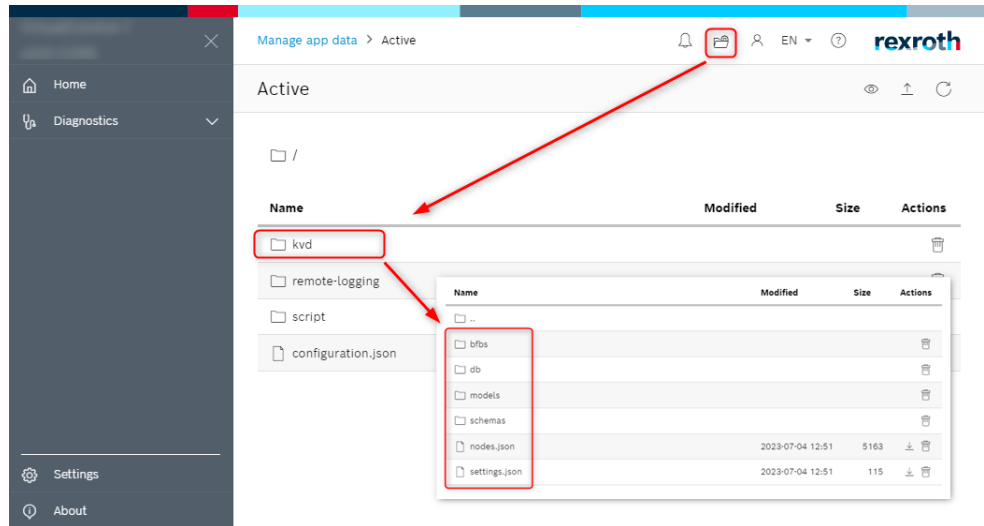 Manage app data > Active
EN
rexroth
Home
Active
Diagnostics
/
Name Modified Size Actions
kvd
remote-logging
script
configuration.json
Name Modified Size Actions
..
bfbs
db
models
schemas
nodes.json 2023-07-04 12:51 5163
settings.json 2023-07-04 12:51 115
Settings
About